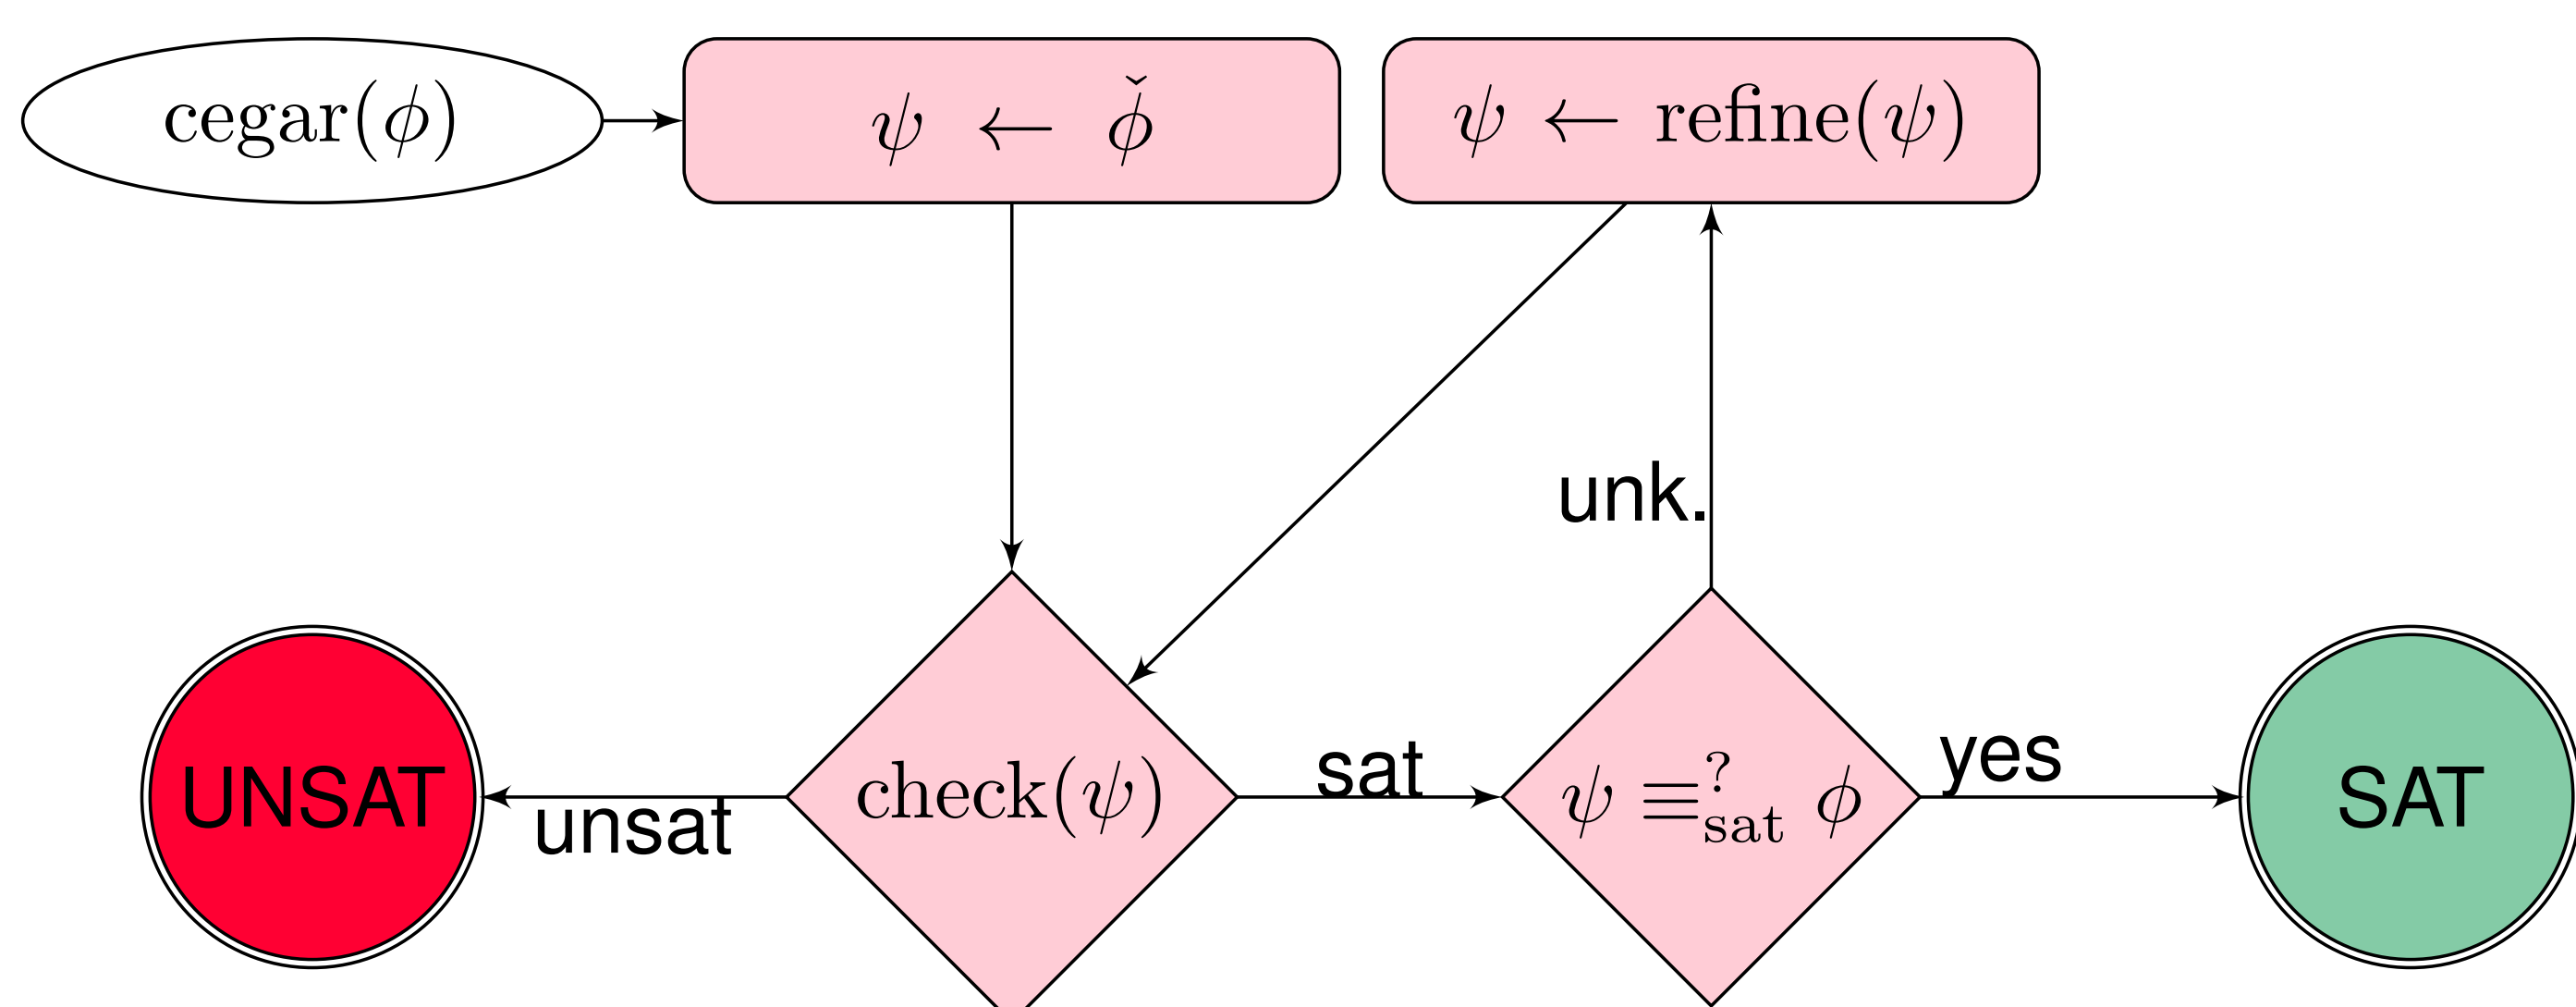 cegar(ϕ)
ψ ← ϕ̌
ψ ← refine(ψ)
unk.
UNSAT
unsat
check(ψ)
sat
ψ ≡?sat ϕ
yes
SAT